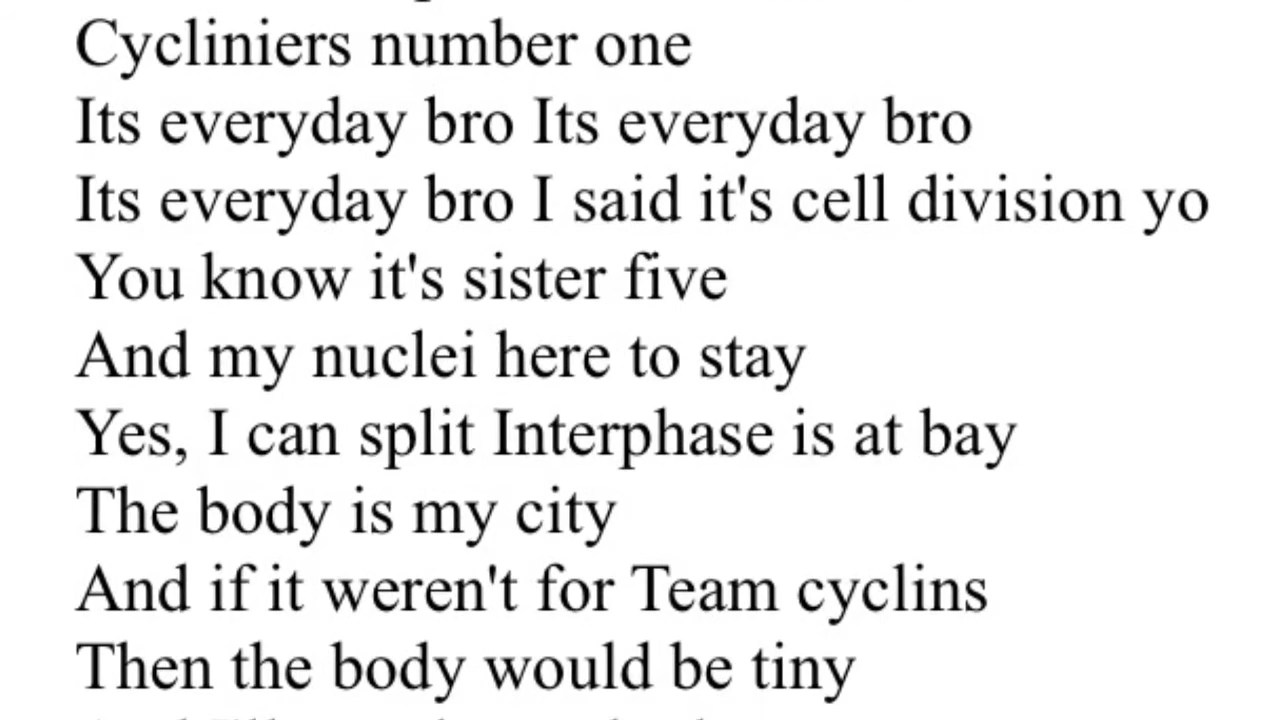 Cycliniers number one
Its everyday bro Its everyday bro
Its everyday bro I said it's cell division yo
You know it's sister five
And my nuclei here to stay
Yes, I can split Interphase is at bay
The body is my city
And if it weren't for Team cyclins
Then the body would be tiny